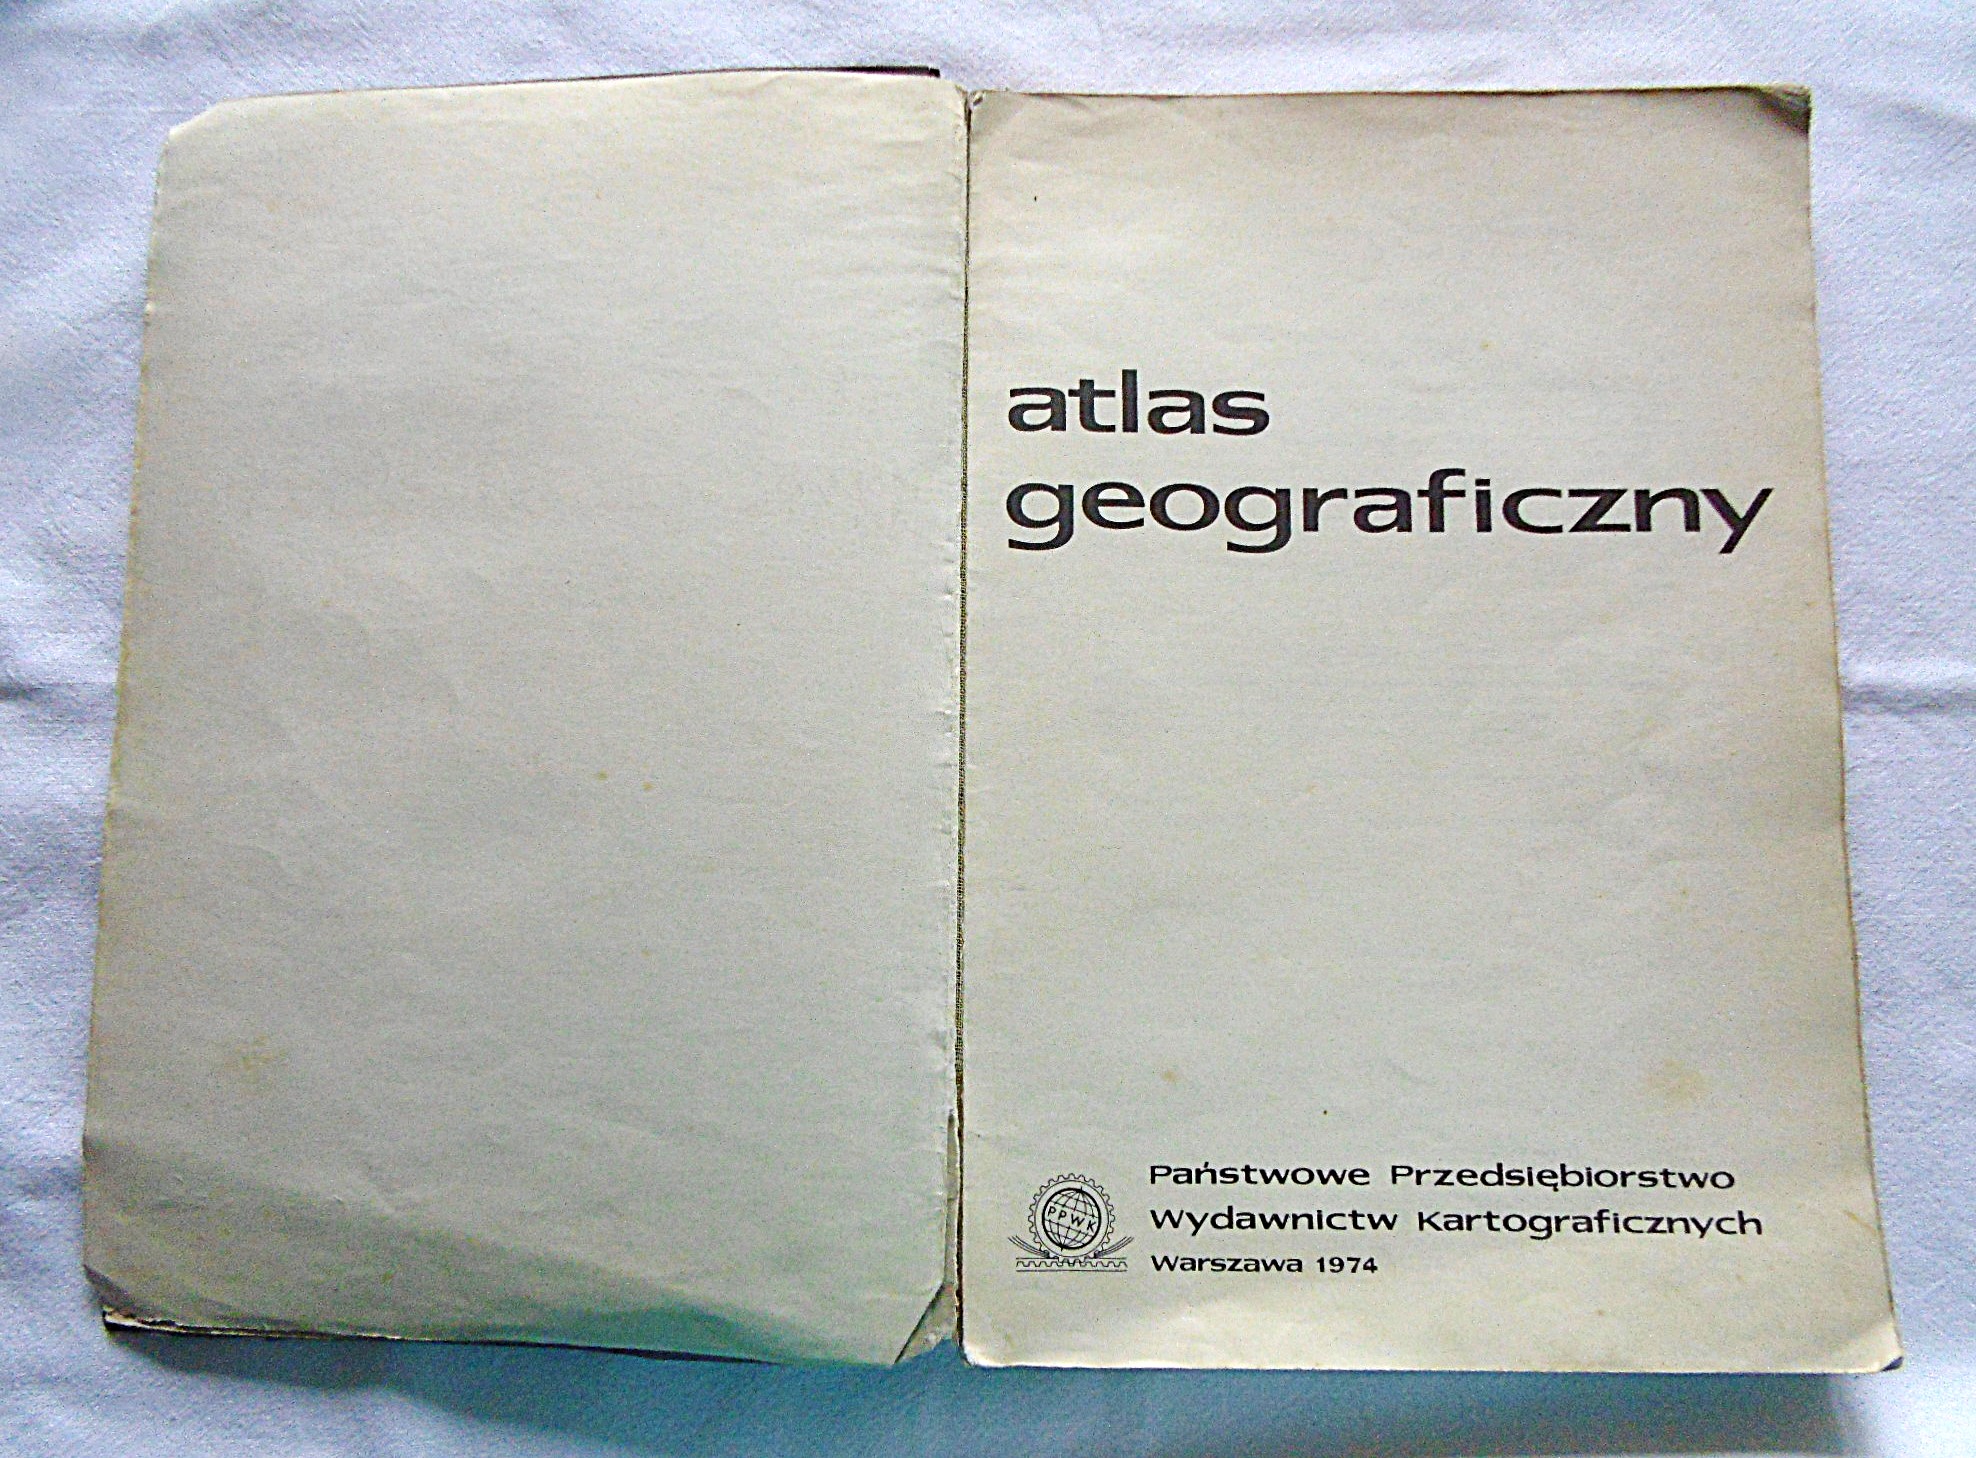 atlas
geograficzny
Państwowe Przedsiębiorstwo
Wydawnictw Kartograficznych
Warszawa 1974
PPWK